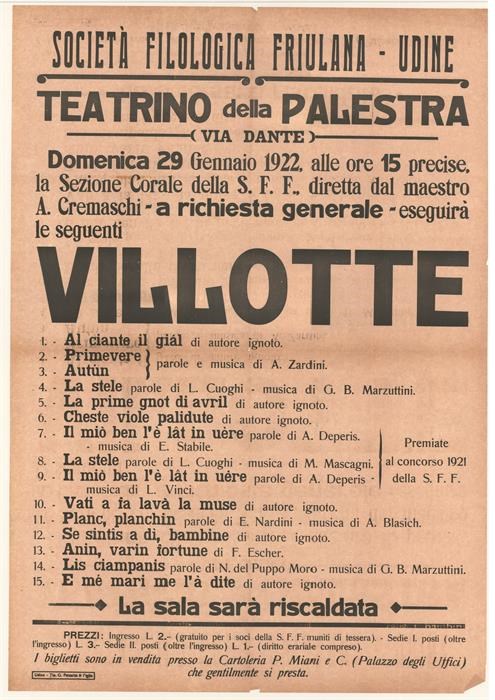 SOCIETÀ FILOLOGICA FRIULANA - UDINE
TEATRINO della PALESTRA
(VIA DANTE)
Domenica 29 Gennaio 1922, alle ore 15 precise,
la Sezione Corale della S. F. F., diretta dal maestro
A. Cremaschi - a richiesta generale - eseguirà
le seguenti
VILLOTTE
1. - Al ciante il giál di autore ignoto.
2. - Primevere
3. - Autùn
parole e musica di A. Zardini.
4. - La stele parole di L. Cuoghi - musica di G. B. Marzuttini.
5. - La prime gnot di avril di autore ignoto.
6. - Cheste viole palidute di autore ignoto.
7. - Il miò ben l'è làt in uère parole di A. Deperis.
- musica di E. Stabile.
8. - La stele parole di L. Cuoghi - musica di M. Mascagni.
9. - Il miò ben l'è làt in uére parole di A. Deperis -
musica di L. Vinci.
Premiate
al concorso 1921
della S. F. F.
10. - Vati a fa lavà la muse di autore ignoto.
11. - Planc, planchin parole di E. Nardini - musica di A. Blasich.
12. - Se sintis a di, bambine di autore ignoto.
13. - Anin, varin fortune di F. Escher.
14. - Lis ciampanis parole di N. del Puppo Moro - musica di G. B. Marzuttini.
15. - E mé mari me l'à dite di autore ignoto.
La sala sarà riscaldata
PREZZI: Ingresso L. 2.- (gratuito per i soci della S. F. F. muniti di tessera). - Sedie I. posti (oltre
l'ingresso) L. 3.- Sedie II. posti (oltre l'ingresso) L. 1.- (diritto erariale compreso).
I biglietti sono in vendita presso la Cartoleria P. Miani e C. (Palazzo degli Uffici)
che gentilmente si presta.
Udine - Tip. G.